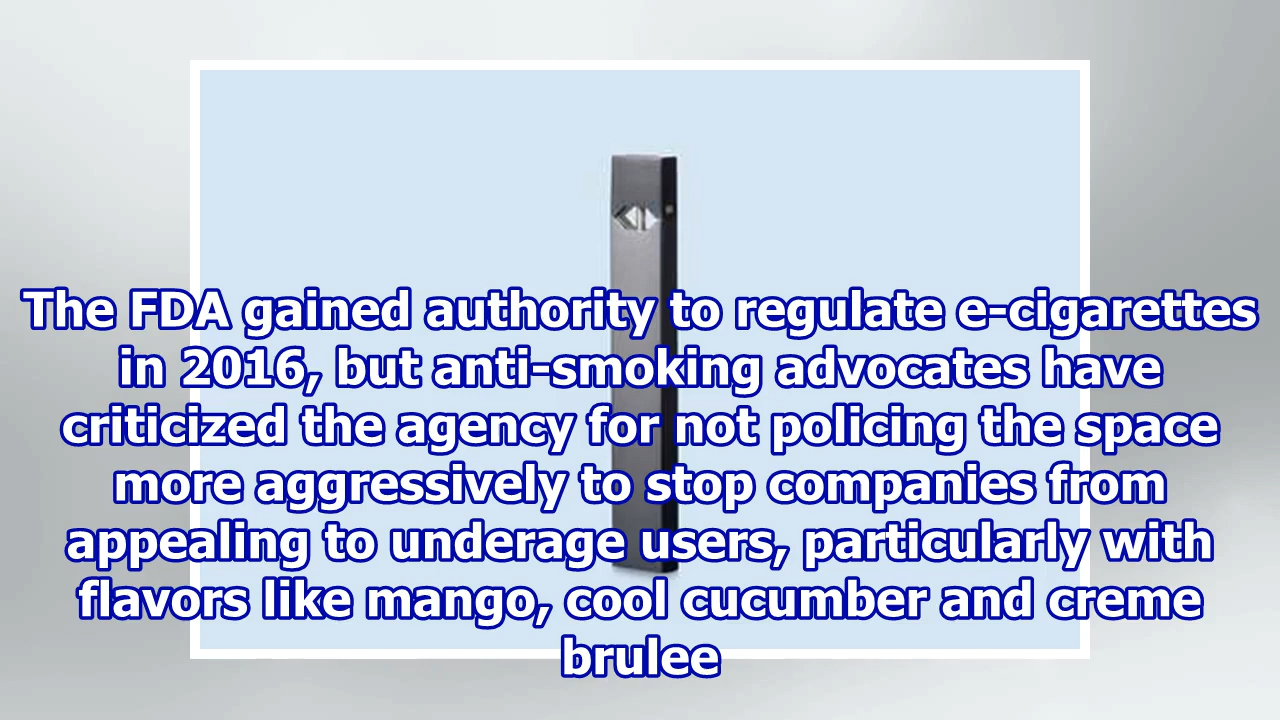 The FDA gained authority to regulate e-cigarettes
in 2016, but anti-smoking advocates have
criticized the agency for not policing the space
more aggressively to stop companies from
appealing to underage users, particularly with
flavors like mango, cool cucumber and creme
brulee